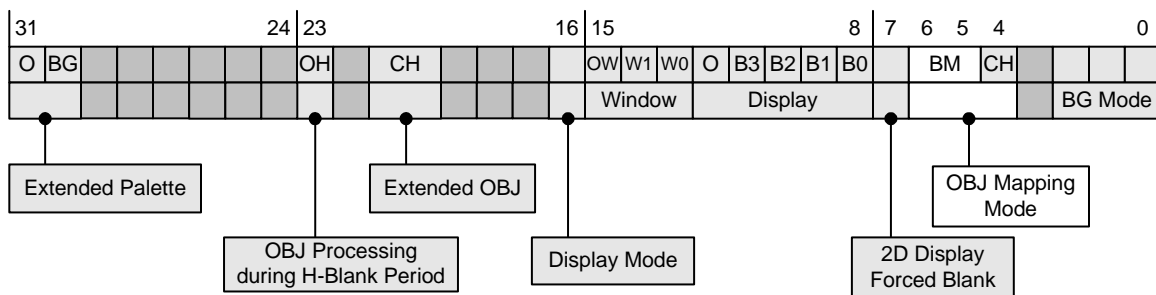 31 24 23 16 15 8 7 6 5 4 0
O BG OH CH OW W1 W0 O B3 B2 B1 B0 BM CH
Window Display BG Mode
Extended Palette
Extended OBJ
OBJ Mapping
Mode
OBJ Processing
during H-Blank Period
Display Mode
2D Display
Forced Blank